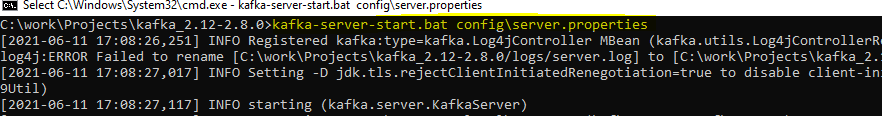 Select C:\Windows\System32\cmd.exe - kafka-server-start.bat config\server.properties
C:\work\Projects\kafka_2.12-2.8.0>kafka-server-start.bat config\server.properties
[2021-06-11 17:08:26,251] INFO Registered kafka:type=kafka.Log4jController MBean (kafka.utils.Log4jControllerRe
log4j:ERROR Failed to rename [C:\work\Projects\kafka_2.12-2.8.0/logs/server.log] to [C:\work\Projects\kafka_2.1
[2021-06-11 17:08:27,017] INFO Setting -D jdk.tls.rejectClientInitiatedRenegotiation=true to disable client-ini
9Util)
[2021-06-11 17:08:27,117] INFO starting (kafka.server.KafkaServer)